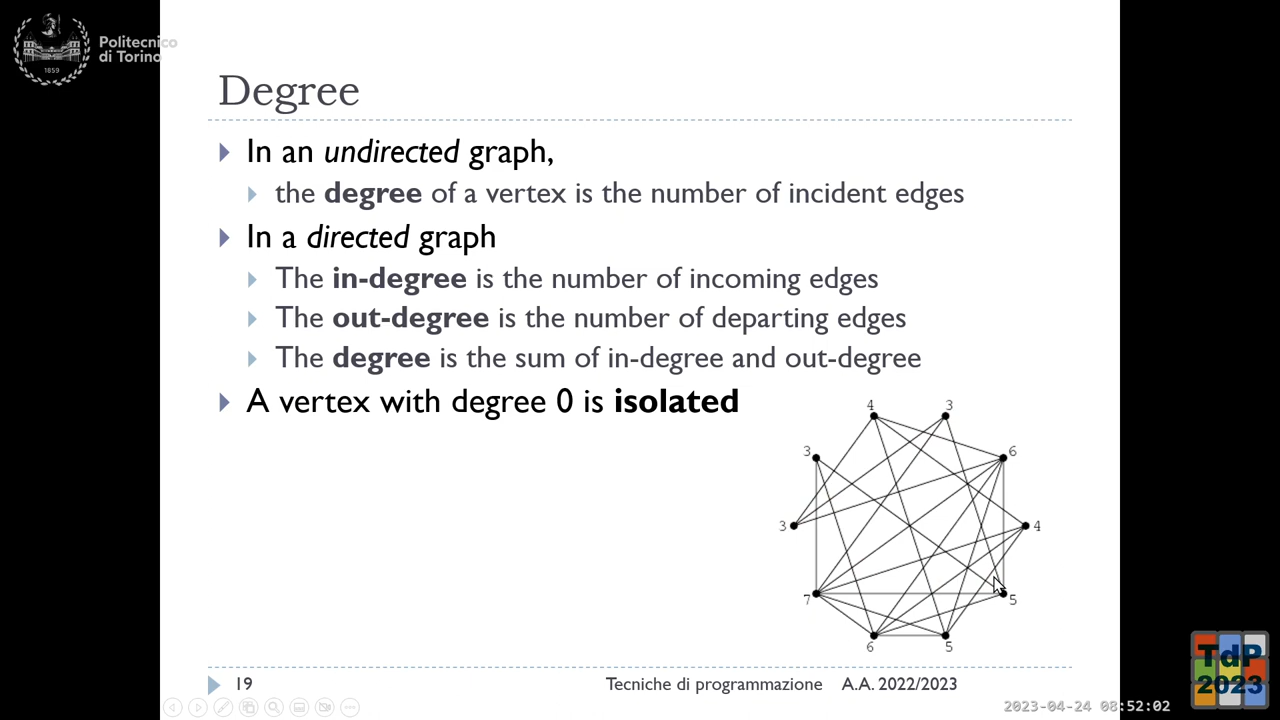 Politecnico
di Torino
1859
Degree
In an undirected graph,
the degree of a vertex is the number of incident edges
In a directed graph
The in-degree is the number of incoming edges
The out-degree is the number of departing edges
The degree is the sum of in-degree and out-degree
A vertex with degree 0 is isolated
4 3
3 6
3 4
7 5
6 5
19 Tecniche di programmazione A.A. 2022/2023
TdP
2023
2023-04-24 08:52:02